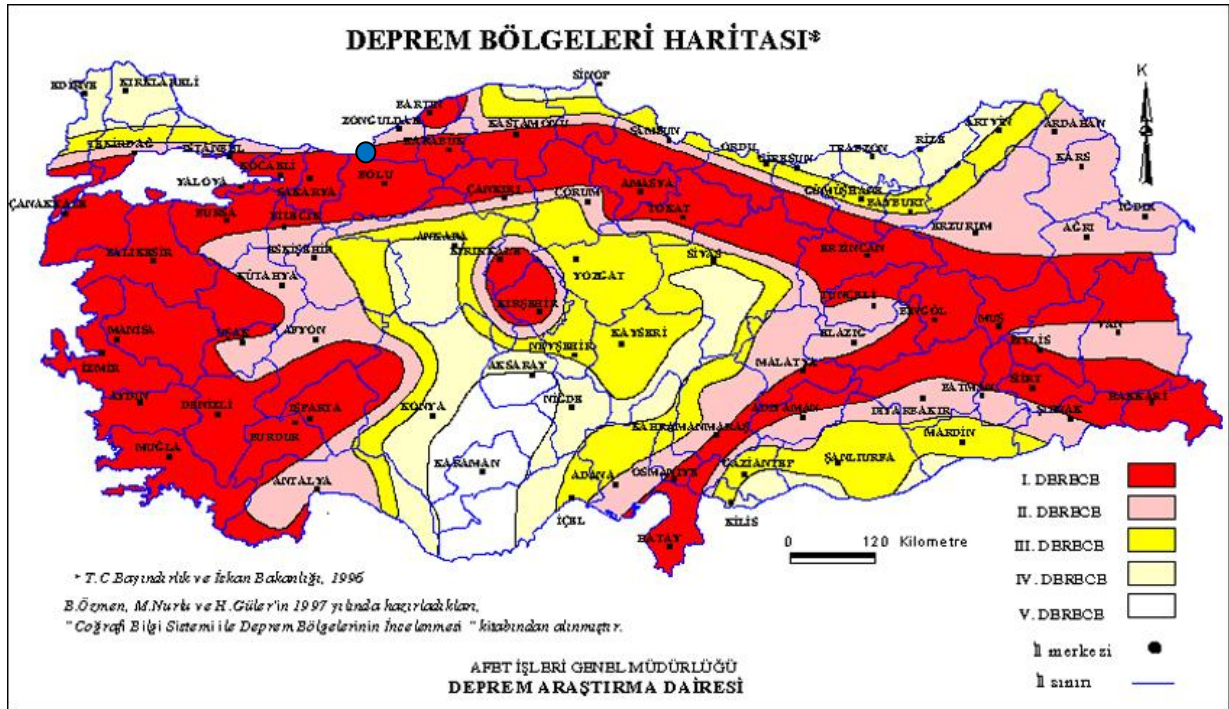 DEPREM BÖLGELERİ HARİTASI*
K
EDİRNE
KIRKLARELİ
TEKİRDAĞ
İSTANBUL
KOCAELİ
YALOVA
SAKARYA
BOLU
ZONGULDAK
BARTIN
KARABÜK
KASTAMONU
SİNOP
SAMSUN
ORDU
GİRESUN
TRABZON
RİZE
ARTVİN
ARDAHAN
KARS
IĞDIR
AĞRI
ÇANAKKALE
BURSA
BİLECİK
ÇANKIRI
ÇORUM
AMASYA
TOKAT
GÜMÜŞHANE
BAYBURT
ERZURUM
ERZİNCAN
BALIKESİR
ESKİŞEHİR
KÜTAHYA
ANKARA
KIRIKKALE
YOZGAT
SİVAS
TUNCELİ
BİNGÖL
MUŞ
VAN
BİTLİS
MANİSA
UŞAK
AFYON
KIRŞEHİR
NEVŞEHİR
KAYSERİ
ELAZIĞ
MALATYA
İZMİR
AYDIN
DENİZLİ
ISPARTA
BURDUR
KONYA
AKSARAY
NİĞDE
KAHRAMANMARAŞ
ADIYAMAN
DİYARBAKIR
BATMAN
SİİRT
ŞIRNAK
HAKKARİ
MUĞLA
ANTALYA
KARAMAN
İÇEL
ADANA
OSMANİYE
GAZİANTEP
ŞANLIURFA
MARDİN
KİLİS
HATAY
0 120 Kilometre
I. DERECE
II. DERECE
III. DERECE
IV. DERECE
V. DERECE
İl merkezi
İl sınırı
* T.C.Bayındırlık ve İskan Bakanlığı, 1996
B.Özmen, M.Nurlu ve H.Güler'in 1997 yılında hazırladıkları,
"Coğrafi Bilgi Sistemi ile Deprem Bölgelerinin İncelenmesi " kitabından alınmıştır.
AFET İŞLERİ GENEL MÜDÜRLÜĞÜ
DEPREM ARAŞTIRMA DAİRESİ